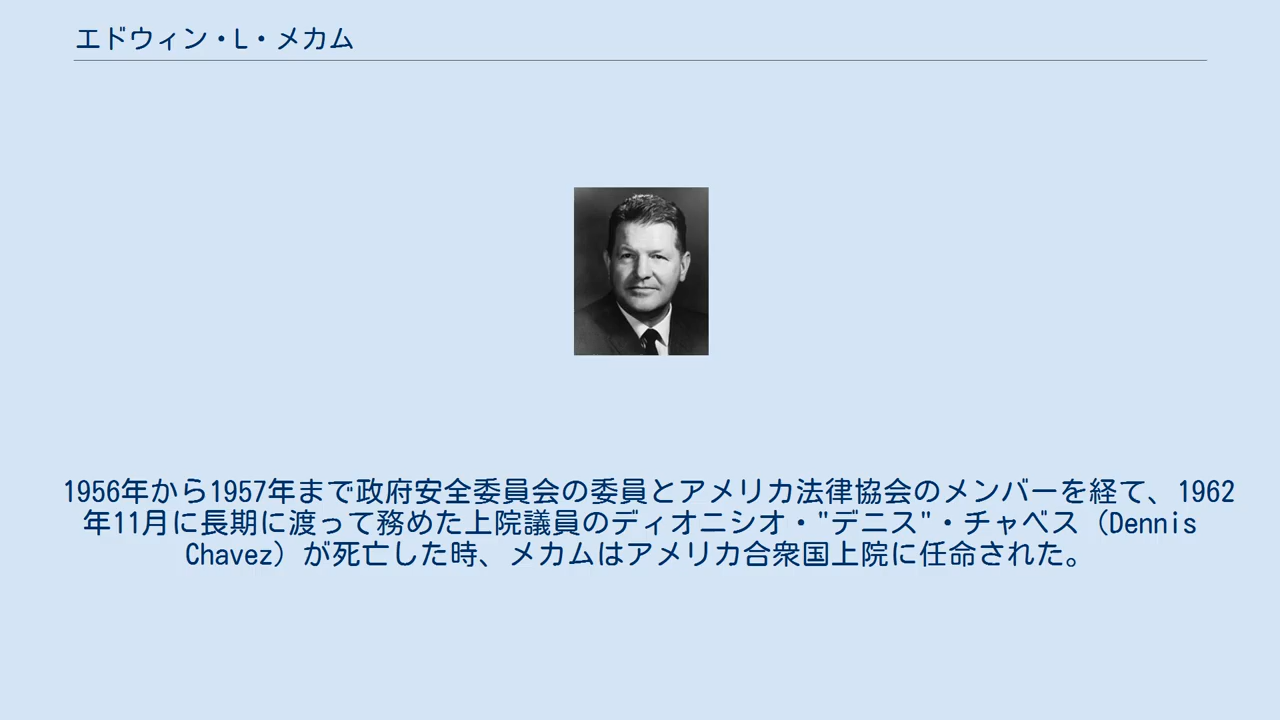 エドウィン・L・メカム
1956年から1957年まで政府安全委員会の委員とアメリカ法律協会のメンバーを経て、1962
年11月に長期に渡って務めた上院議員のディオニシオ・"デニス"・チャベス（Dennis
Chavez）が死亡した時、メカムはアメリカ合衆国上院に任命された。